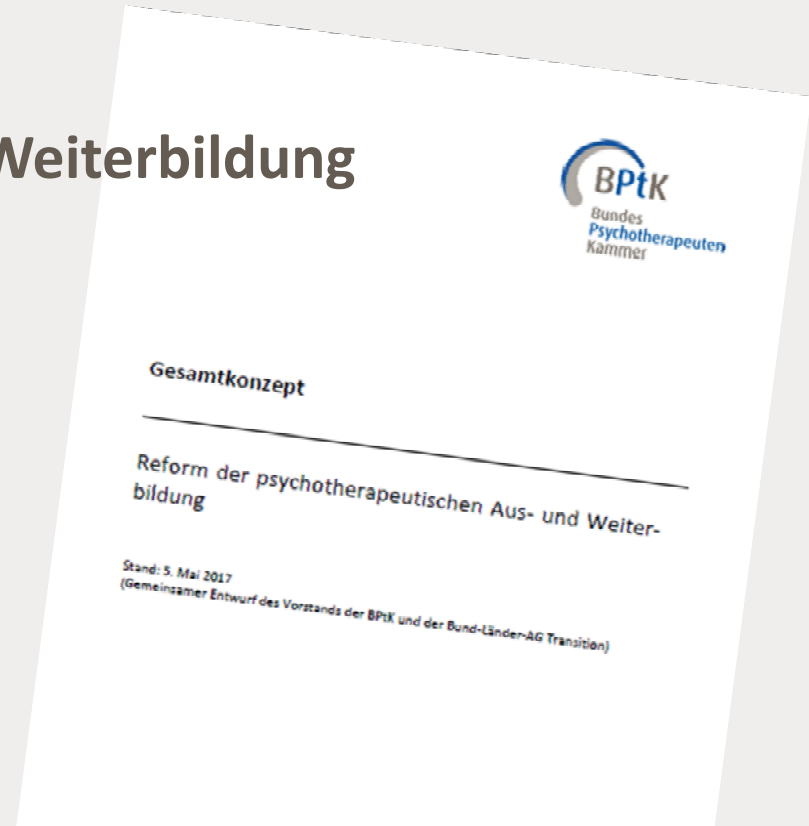 Weiterbildung
BPtK
Bundes
Psychotherapeuten
Kammer
Gesamtkonzept
Reform der psychotherapeutischen Aus- und Weiter-
bildung
Stand: 5. Mai 2017
(Gemeinsamer Entwurf des Vorstands der BPtK und der Bund-Länder-AG Transition)